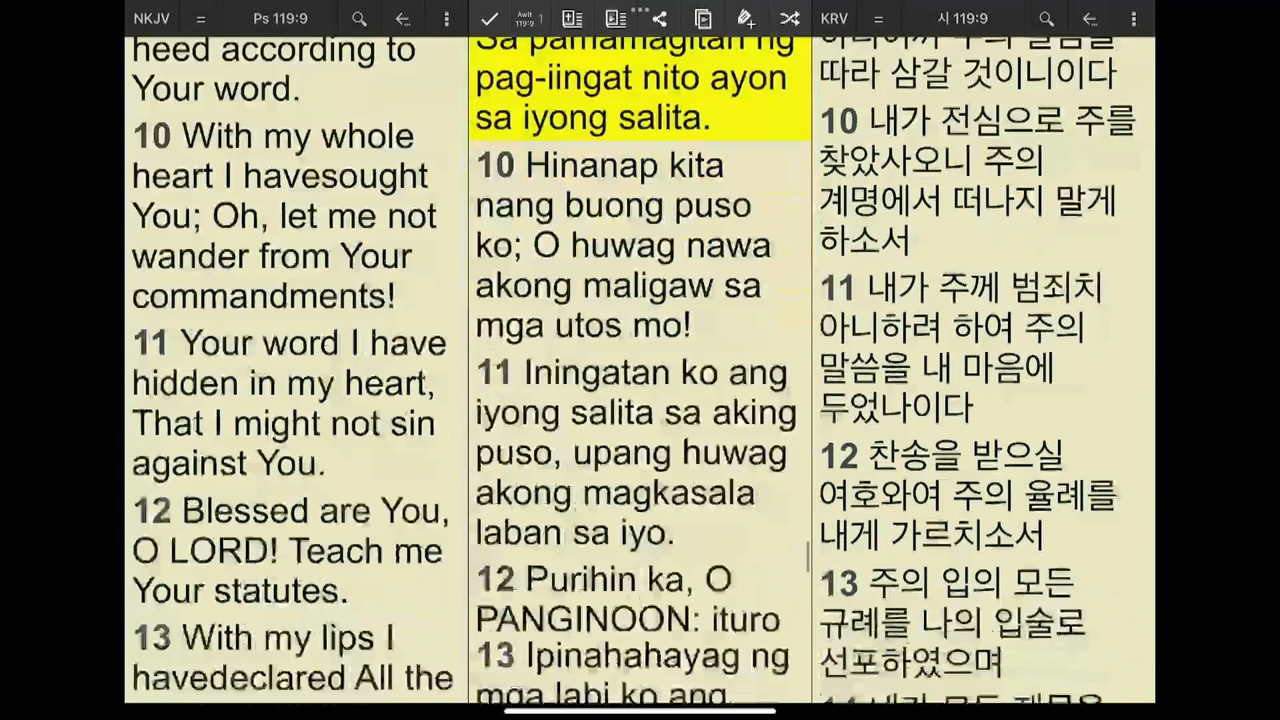 NKJV
Ps 119:9
Awit 119:9 1
KRV
시 119:9
heed according to
Your word.
10 With my whole
heart I havesought
You; Oh, let me not
wander from Your
commandments!
11 Your word I have
hidden in my heart,
That I might not sin
against You.
12 Blessed are You,
O LORD! Teach me
Your statutes.
13 With my lips I
havedeclared All the
Sa pamamagitan ng
pag-iingat nito ayon
sa iyong salita.
10 Hinanap kita
nang buong puso
ko; O huwag nawa
akong maligaw sa
mga utos mo!
11 Iningatan ko ang
iyong salita sa aking
puso, upang huwag
akong magkasala
laban sa iyo.
12 Purihin ka, O
PANGINOON: ituro
13 Ipinahahayag ng
mga labi ko ang
따라 삼갈 것이니이다
10 내가 전심으로 주를
찾았사오니 주의
계명에서 떠나지 말게
하소서
11 내가 주께 범죄치
아니하려 하여 주의
말씀을 내 마음에
두었나이다
12 찬송을 받으실
여호와여 주의 율례를
내게 가르치소서
13 주의 입의 모든
규례를 나의 입술로
선포하였으며